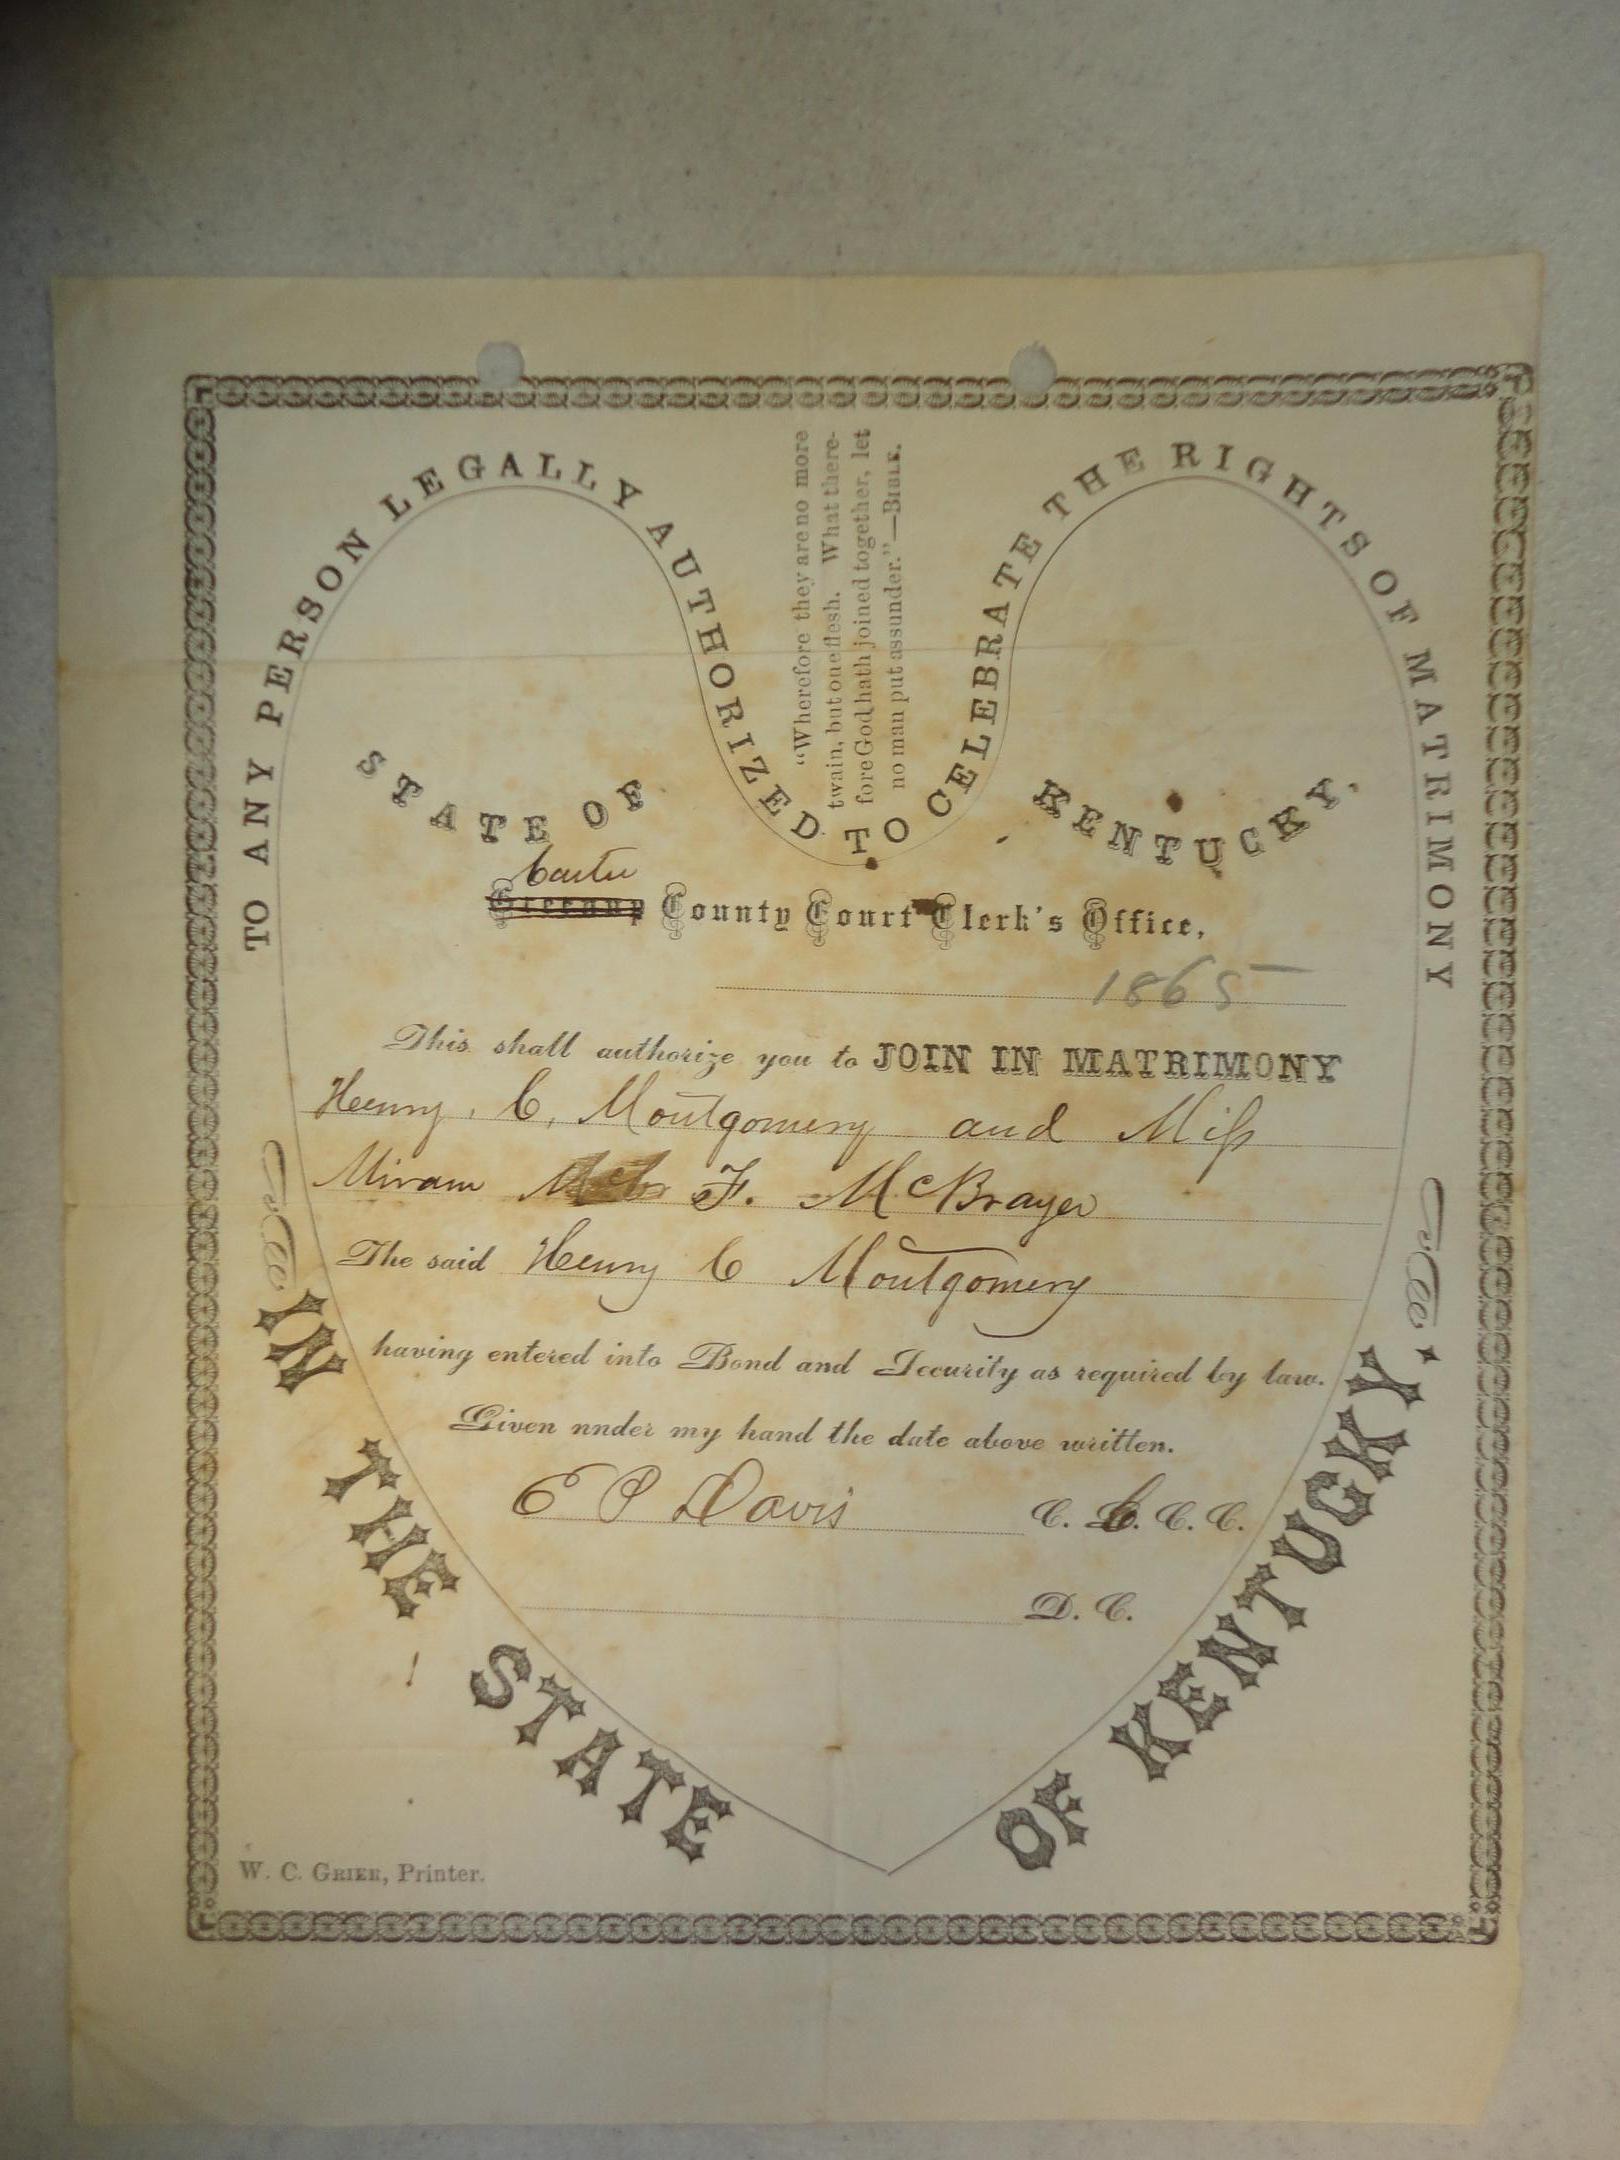 TO ANY PERSON LEGALLY AUTHORIZED TO CELEBRATE THE RIGHTS OF MATRIMONY
"Wherefore they are no more
twain, but one flesh. What there-
fore God hath joined together, let
no man put assunder."—BIBLE.
STATE OF KENTUCKY,
Carter
Greenup County Court Clerk's Office,
1865
This shall authorize you to JOIN IN MATRIMONY
Henry. C. Montgomery and Miss
Miram F. McBrayer
The said Henry C Montgomery
having entered into Bond and Security as required by law.
Given nnder my hand the date above written.
E P Davis C. C. C. C.
D. C.
IN THE STATE OF KENTUCKY.
W. C. GRIER, Printer.